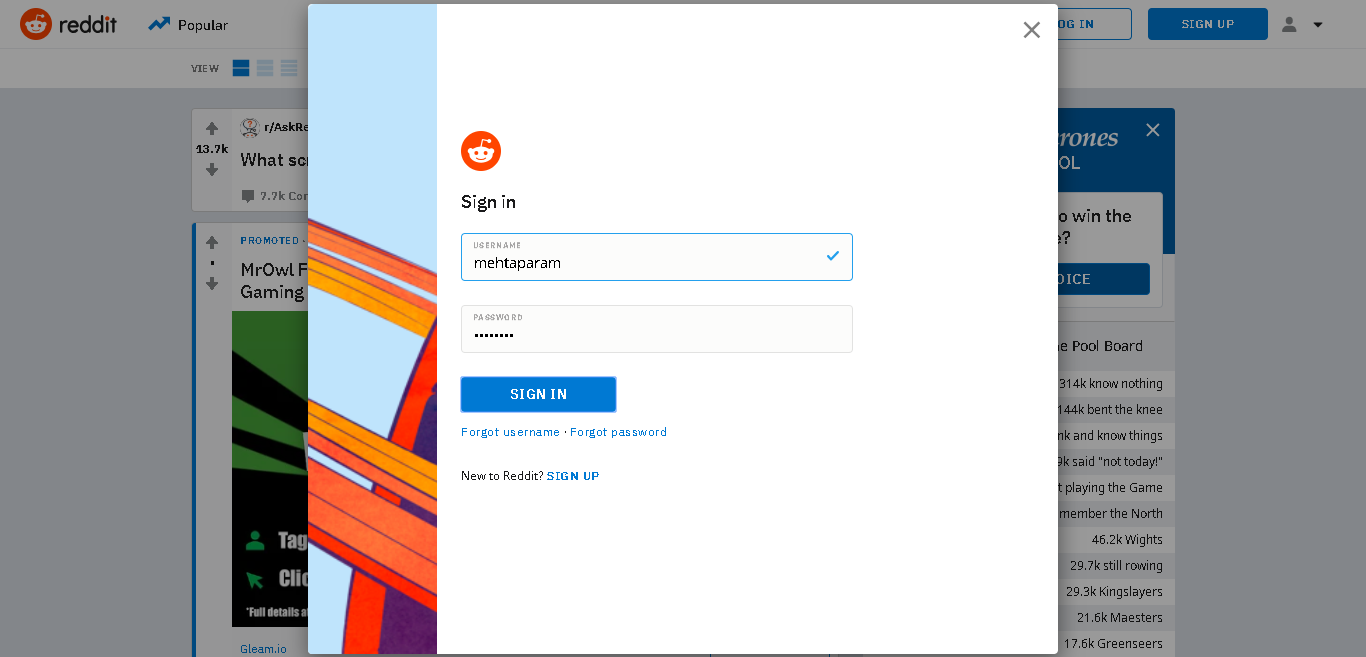 reddit
Popular
OG IN
SIGN UP
VIEW
r/AskRe
13.7k
What scr
7.7k Com
PROMOTED ·
MrOwl F
Gaming
Tag
Clic
*Full details at
Gleam.io
Sign in
USERNAME
mehtaparam
PASSWORD
••••••••
SIGN IN
Forgot username · Forgot password
New to Reddit? SIGN UP
rones
OL
o win the
e?
OICE
e Pool Board
314k know nothing
144k bent the knee
nk and know things
9k said "not today!"
t playing the Game
member the North
46.2k Wights
29.7k still rowing
29.3k Kingslayers
21.6k Maesters
17.6k Greenseers